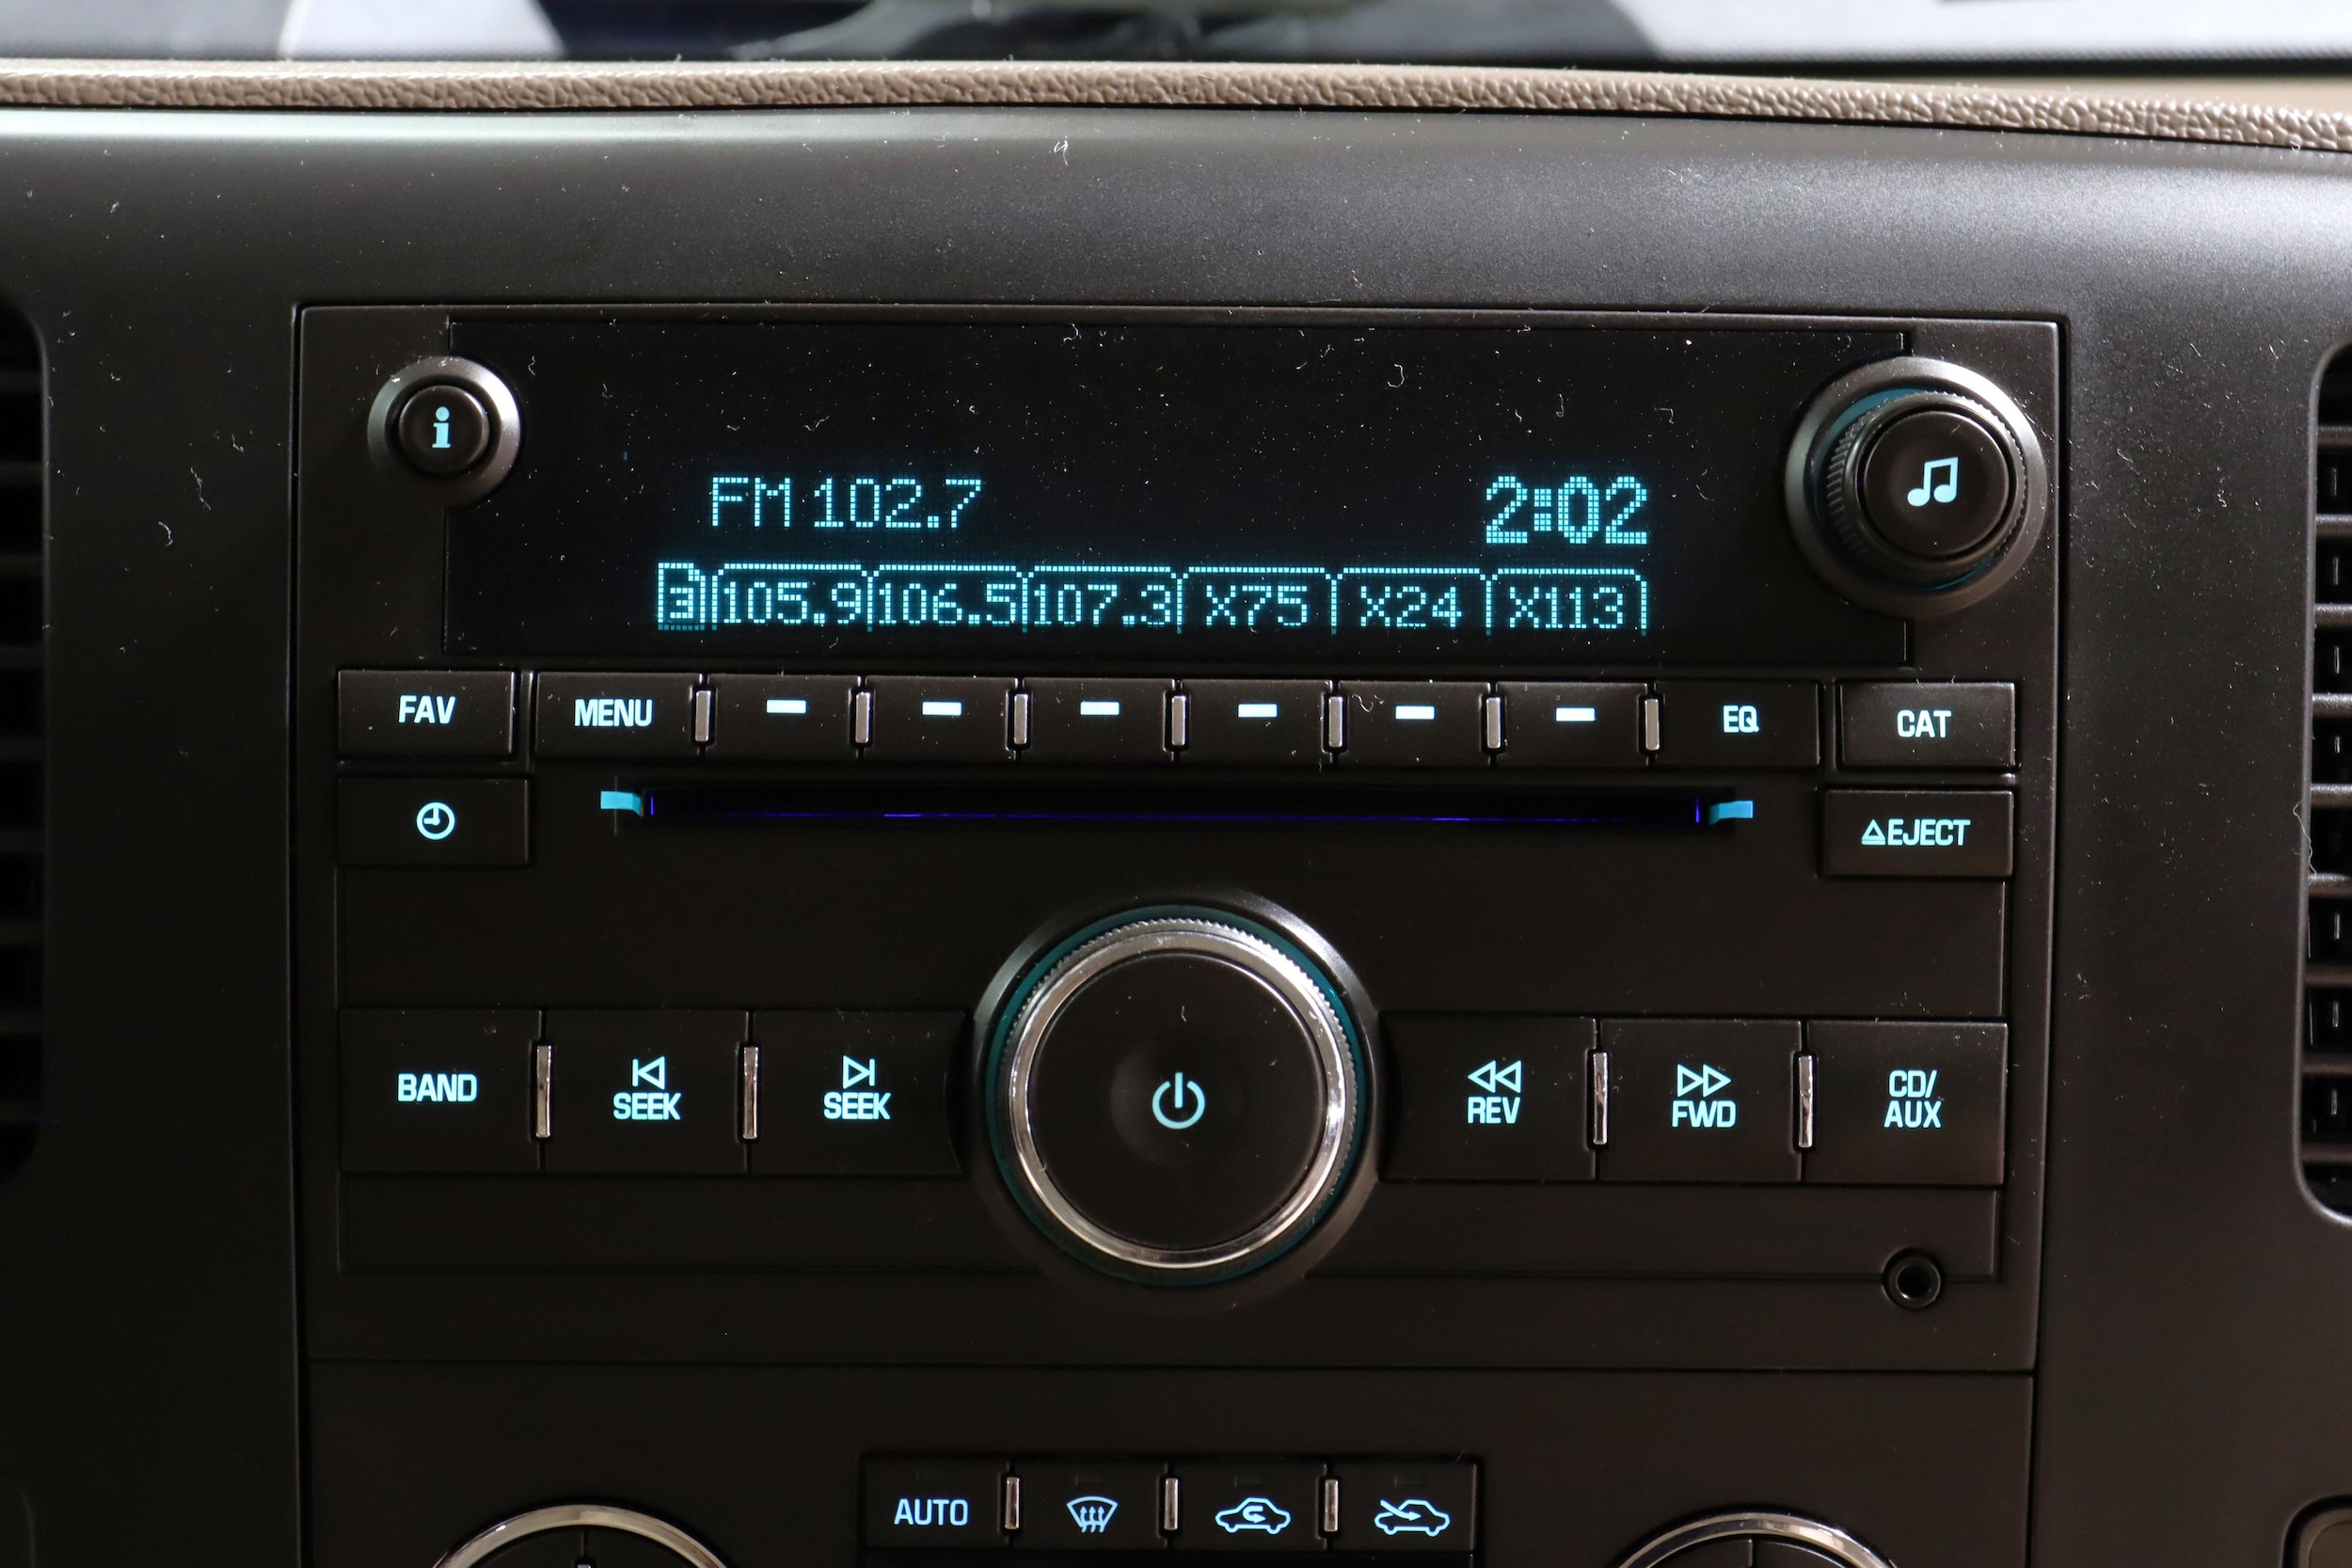 i
FM 102.7 2:02
3 105.9 106.5 107.3 X75 X24 X113
FAV MENU EQ CAT
EJECT
BAND SEEK SEEK REV FWD CD/
AUX
AUTO